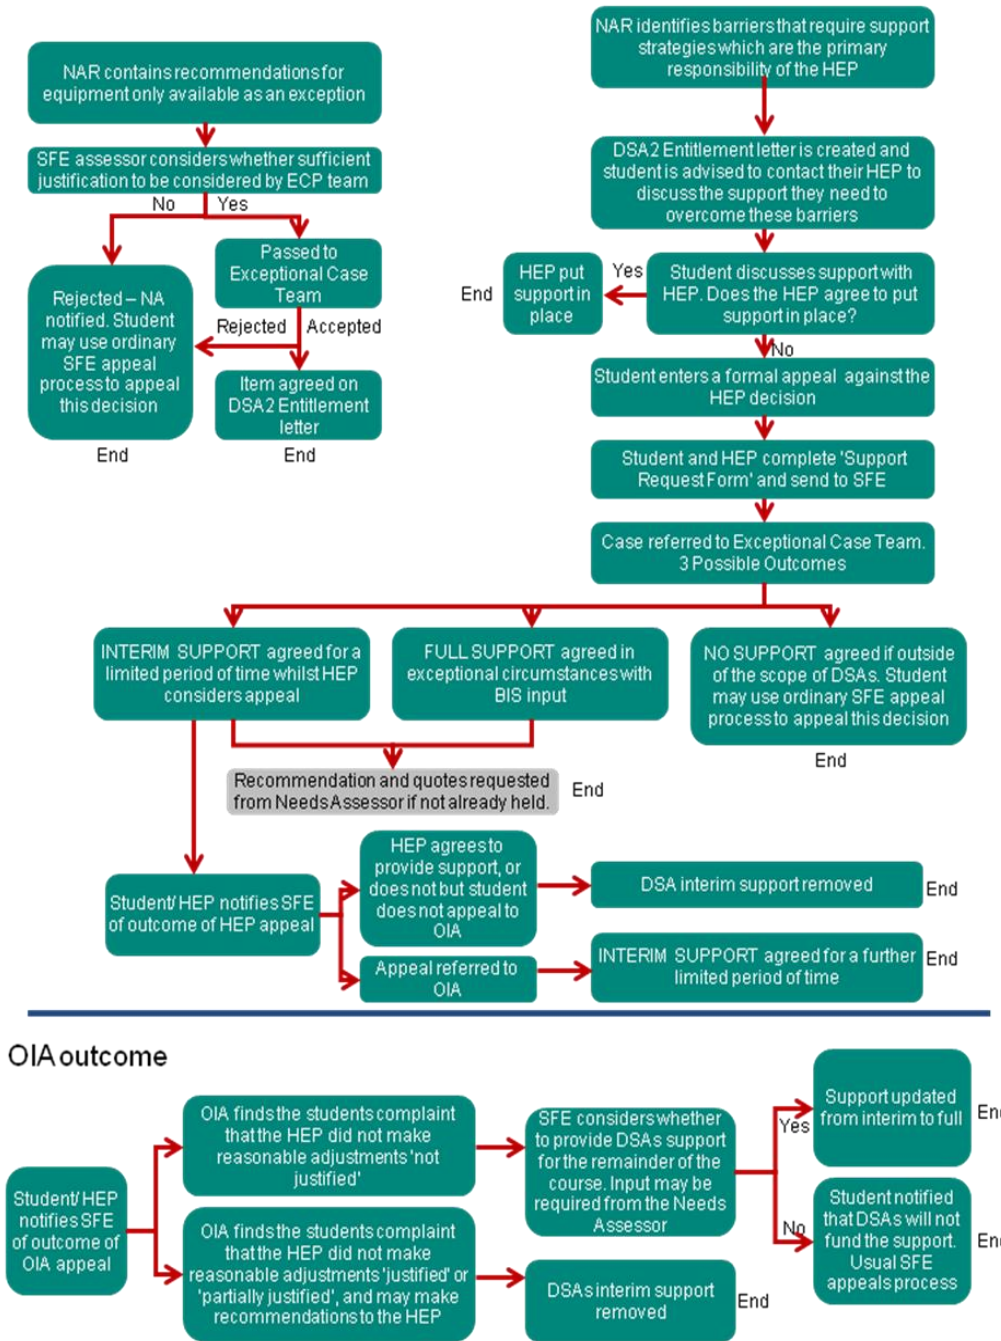 NAR contains recommendations for
equipment only available as an exception
SFE assessor considers whether sufficient
justification to be considered by ECP team
No
Yes
Rejected – NA
notified. Student
may use ordinary
SFE appeal
process to appeal
this decision
End
Passed to
Exceptional Case
Team
Rejected
Accepted
Item agreed on
DSA2 Entitlement
letter
End
NAR identifies barriers that require support
strategies which are the primary
responsibility of the HEP
DSA2 Entitlement letter is created and
student is advised to contact their HEP to
discuss the support they need to
overcome these barriers
Student discusses support with
HEP. Does the HEP agree to put
support in place?
Yes
HEP put
support in
place
End
No
Student enters a formal appeal against the
HEP decision
Student and HEP complete 'Support
Request Form' and send to SFE
Case referred to Exceptional Case Team.
3 Possible Outcomes
INTERIM SUPPORT agreed for a
limited period of time whilst HEP
considers appeal
FULL SUPPORT agreed in
exceptional circumstances with
BIS input
NO SUPPORT agreed if outside
of the scope of DSAs. Student
may use ordinary SFE appeal
process to appeal this decision
End
Recommendation and quotes requested
from Needs Assessor if not already held.
End
Student/ HEP notifies SFE
of outcome of HEP appeal
HEP agrees to
provide support, or
does not but student
does not appeal to
OIA
DSA interim support removed
End
Appeal referred to
OIA
INTERIM SUPPORT agreed for a further
limited period of time
End
OIA outcome
Student/ HEP
notifies SFE
of outcome of
OIA appeal
OIA finds the students complaint
that the HEP did not make
reasonable adjustments 'not
justified'
SFE considers whether
to provide DSAs support
for the remainder of the
course. Input may be
required from the Needs
Assessor
Yes
Support updated
from interim to full
End
No
Student notified
that DSAs will not
fund the support.
Usual SFE
appeals process
End
OIA finds the students complaint
that the HEP did not make
reasonable adjustments 'justified' or
'partially justified', and may make
recommendations to the HEP
DSAs interim support
removed
End